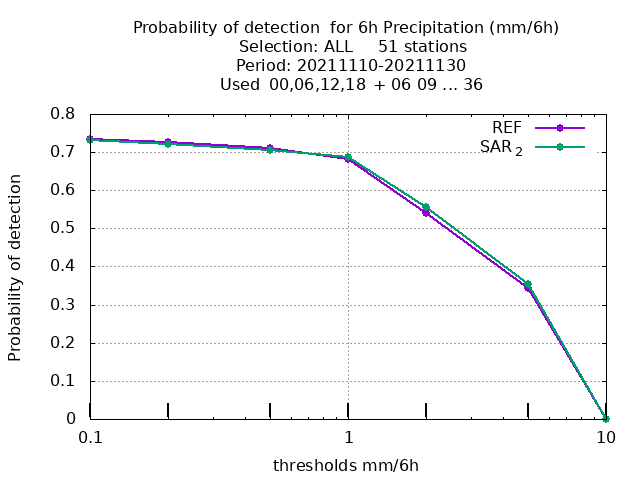 Probability of detection  for 6h Precipitation (mm/6h)
Selection: ALL     51 stations
Period: 20211110-20211130
Used  00,06,12,18 + 06 09 ... 36
REF
SAR 2
0.8
0.7
0.6
0.5
0.4
0.3
0.2
0.1
0
Probability of detection
0.1
1
10
thresholds mm/6h